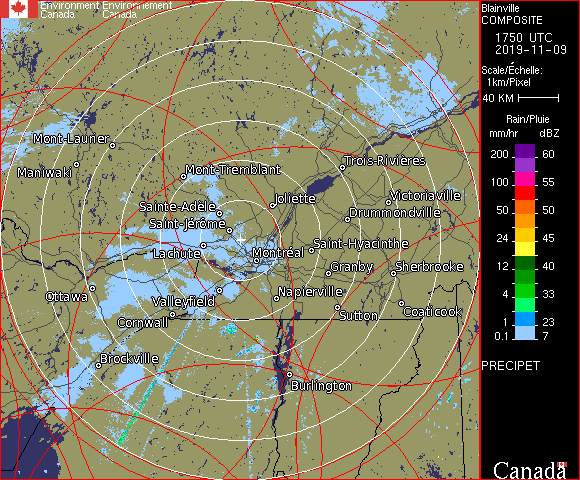 Environment Environnement
Canada Canada
Blainville
COMPOSITE
1750 UTC
2019-11-09
Scale/Échelle:
1km/Pixel
40 KM
Rain/Pluie
mm/hr dBZ
200 60
100 55
50 50
24 45
12 40
4 33
1 23
0.1 7
PRECIPET
Canada
Mont-Laurier
Maniwaki
Mont-Tremblant
Trois-Rivières
Joliette
Victoriaville
Sainte-Adèle
Drummondville
Saint-Jérôme
Saint-Hyacinthe
Lachute
Montréal
Granby
Sherbrooke
Ottawa
Valleyfield
Napierville
Cornwall
Sutton
Coaticook
Brockville
Burlington